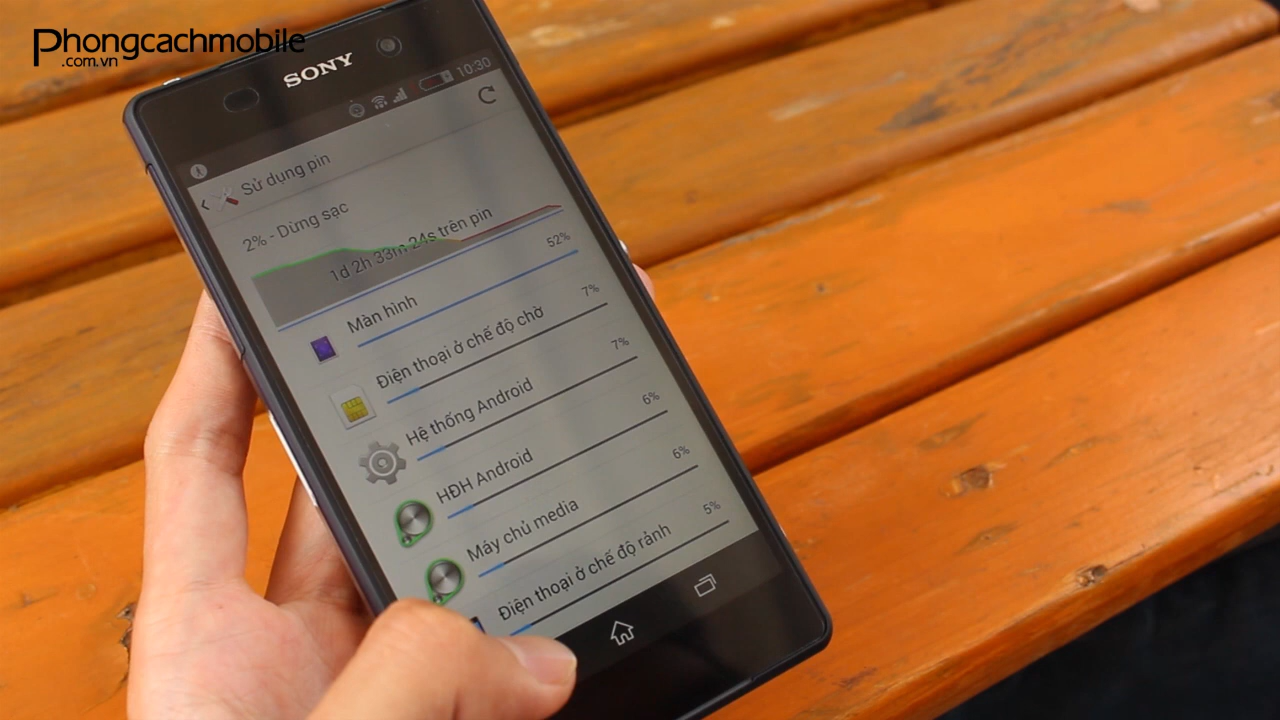 Phongcachmobile
.com.vn
SONY
10:30
Sử dụng pin
2% - Dừng sạc
1d 2h 33m 24s trên pin
Màn hình 52%
Điện thoại ở chế độ chờ 7%
Hệ thống Android 7%
HĐH Android 6%
Máy chủ media 6%
Điện thoại ở chế độ rảnh 5%